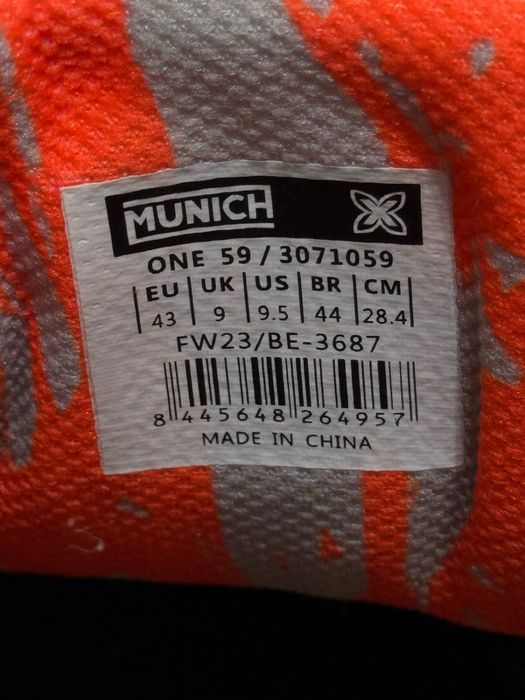 MUNICH
ONE 59 / 3071059
EU UK US BR CM
43 9 9.5 44 28.4
FW23/BE-3687
8 445648 264957
MADE IN CHINA